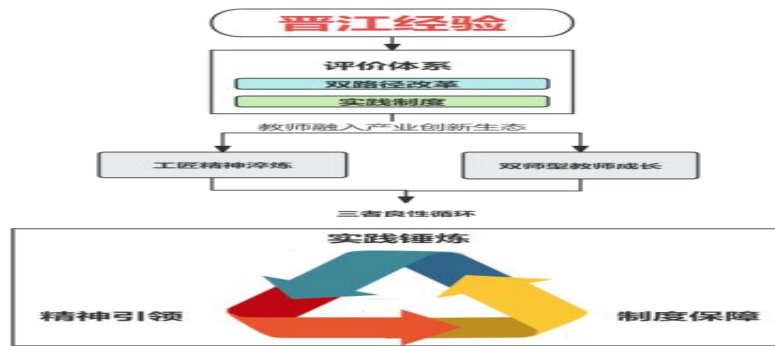 晋江经验
评价体系
双路径改革
实践制度
教师融入产业创新生态
工匠精神淬炼
双师型教师成长
三者良性循环
实践锤炼
精神引领
制度保障